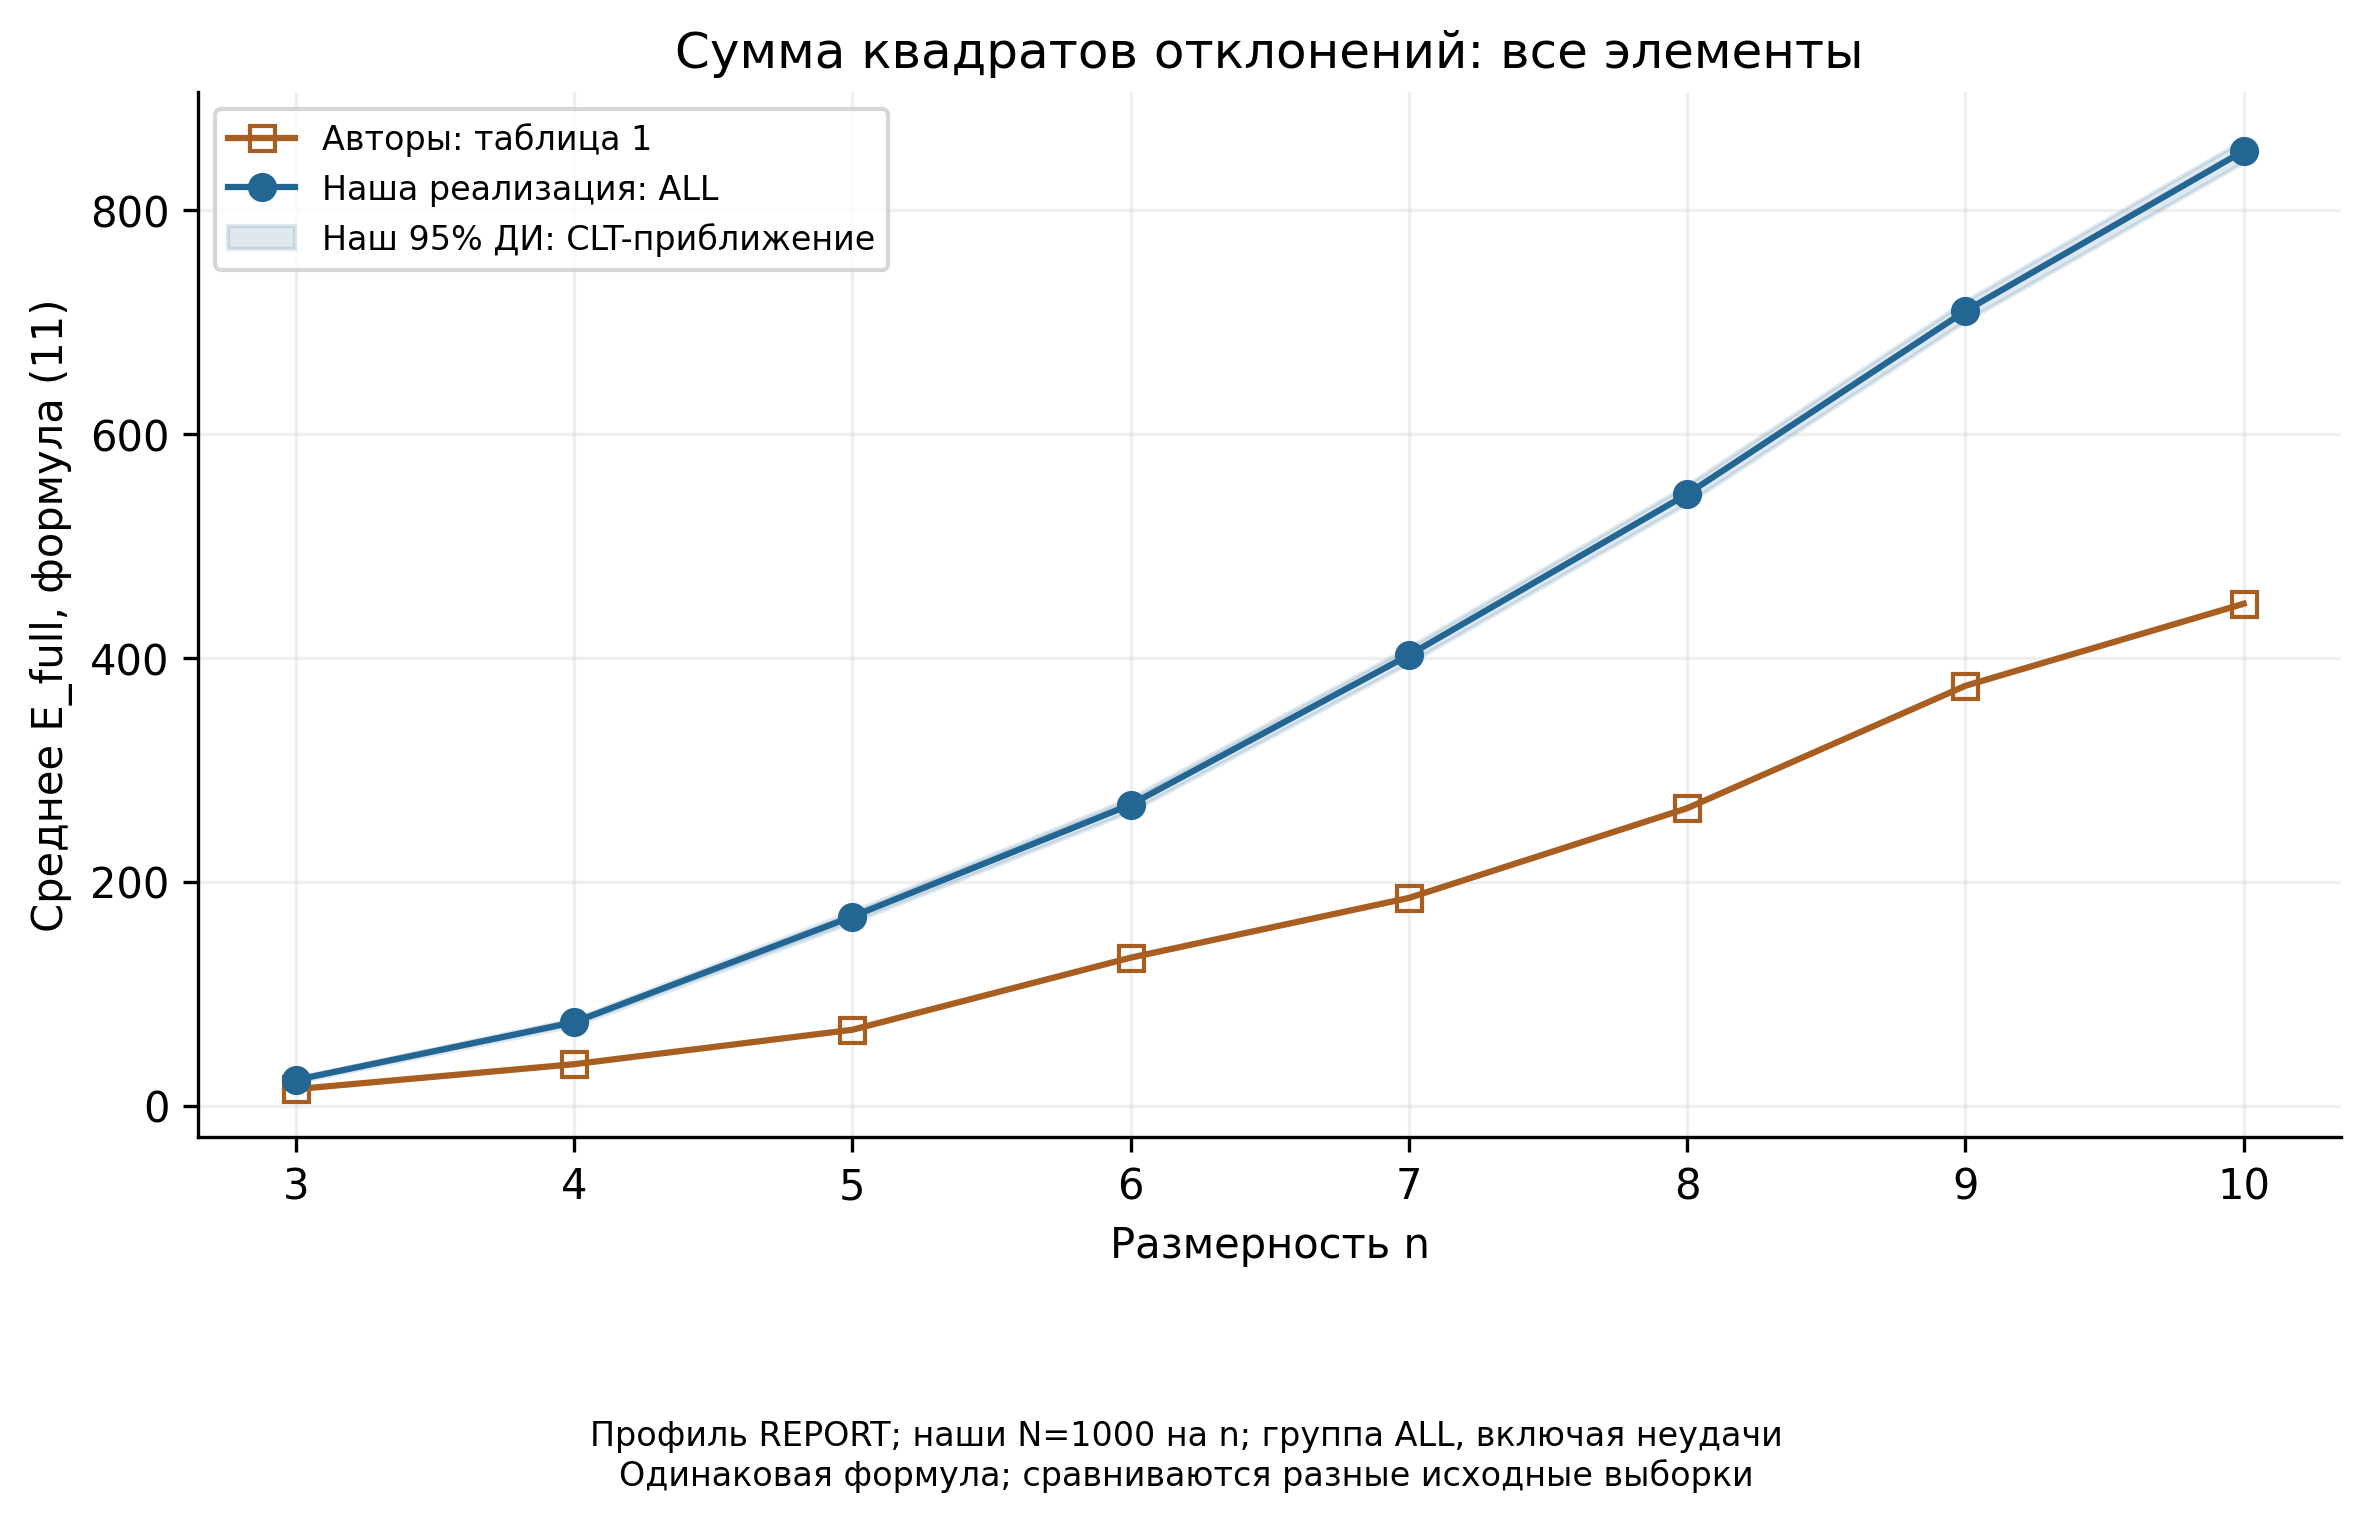 Сумма квадратов отклонений: все элементы
Авторы: таблица 1
Наша реализация: ALL
Наш 95% ДИ: CLT-приближение
Среднее E_full, формула (11)
800
600
400
200
0
3 4 5 6 7 8 9 10
Размерность n
Профиль REPORT; наши N=1000 на n; группа ALL, включая неудачи
Одинаковая формула; сравниваются разные исходные выборки